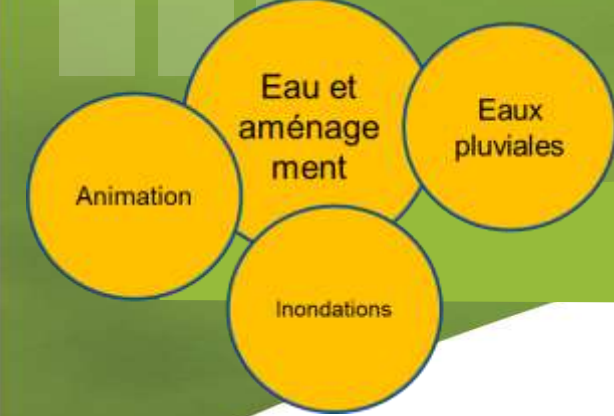 Eau et
aménage
ment
Eaux
pluviales
Animation
Inondations